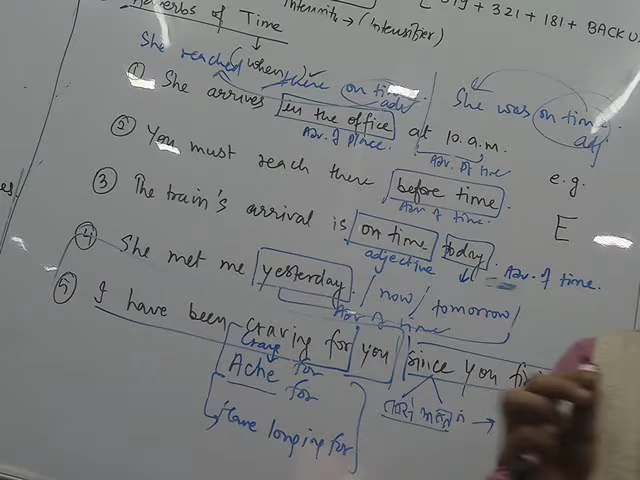 Adverbs of Time
Intensity → (Intensifier)
319 + 321 + 181 + BACK U
(when)
She reached there on time.
adv.
She was on time.
adj
① She arrives in the office at 10.a.m.
Adv. of place.
Adv. of time
② You must reach there before time.
Adv of time.
e.g.
③ The train's arrival is on time today.
adjective
Adv. of time.
E
④ She met me yesterday. / now / tomorrow /
Adv of time
⑤ I have been craving for you since you
Crave for
Ache for
Have longing for